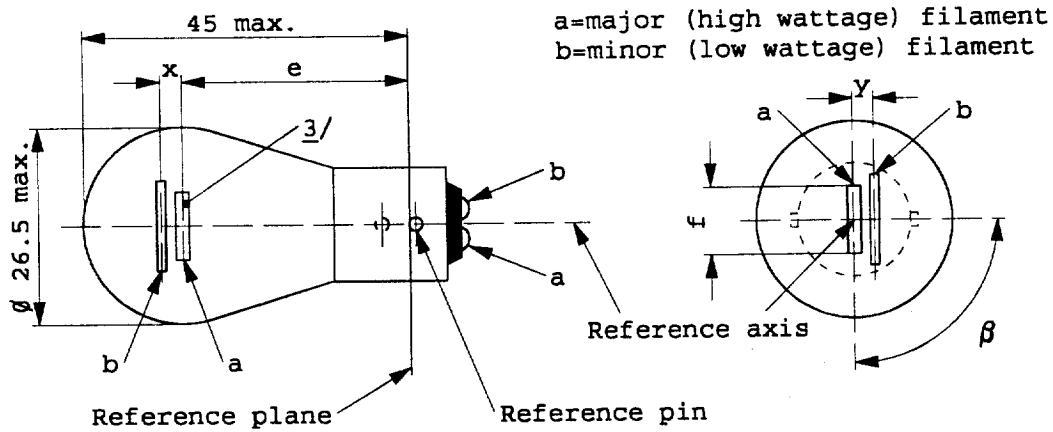 45 max.
a=major (high wattage) filament
b=minor (low wattage) filament
x
e
y
a
b
3/
b
Ø 26.5 max.
f
a
Reference axis
β
b
a
Reference plane
Reference pin